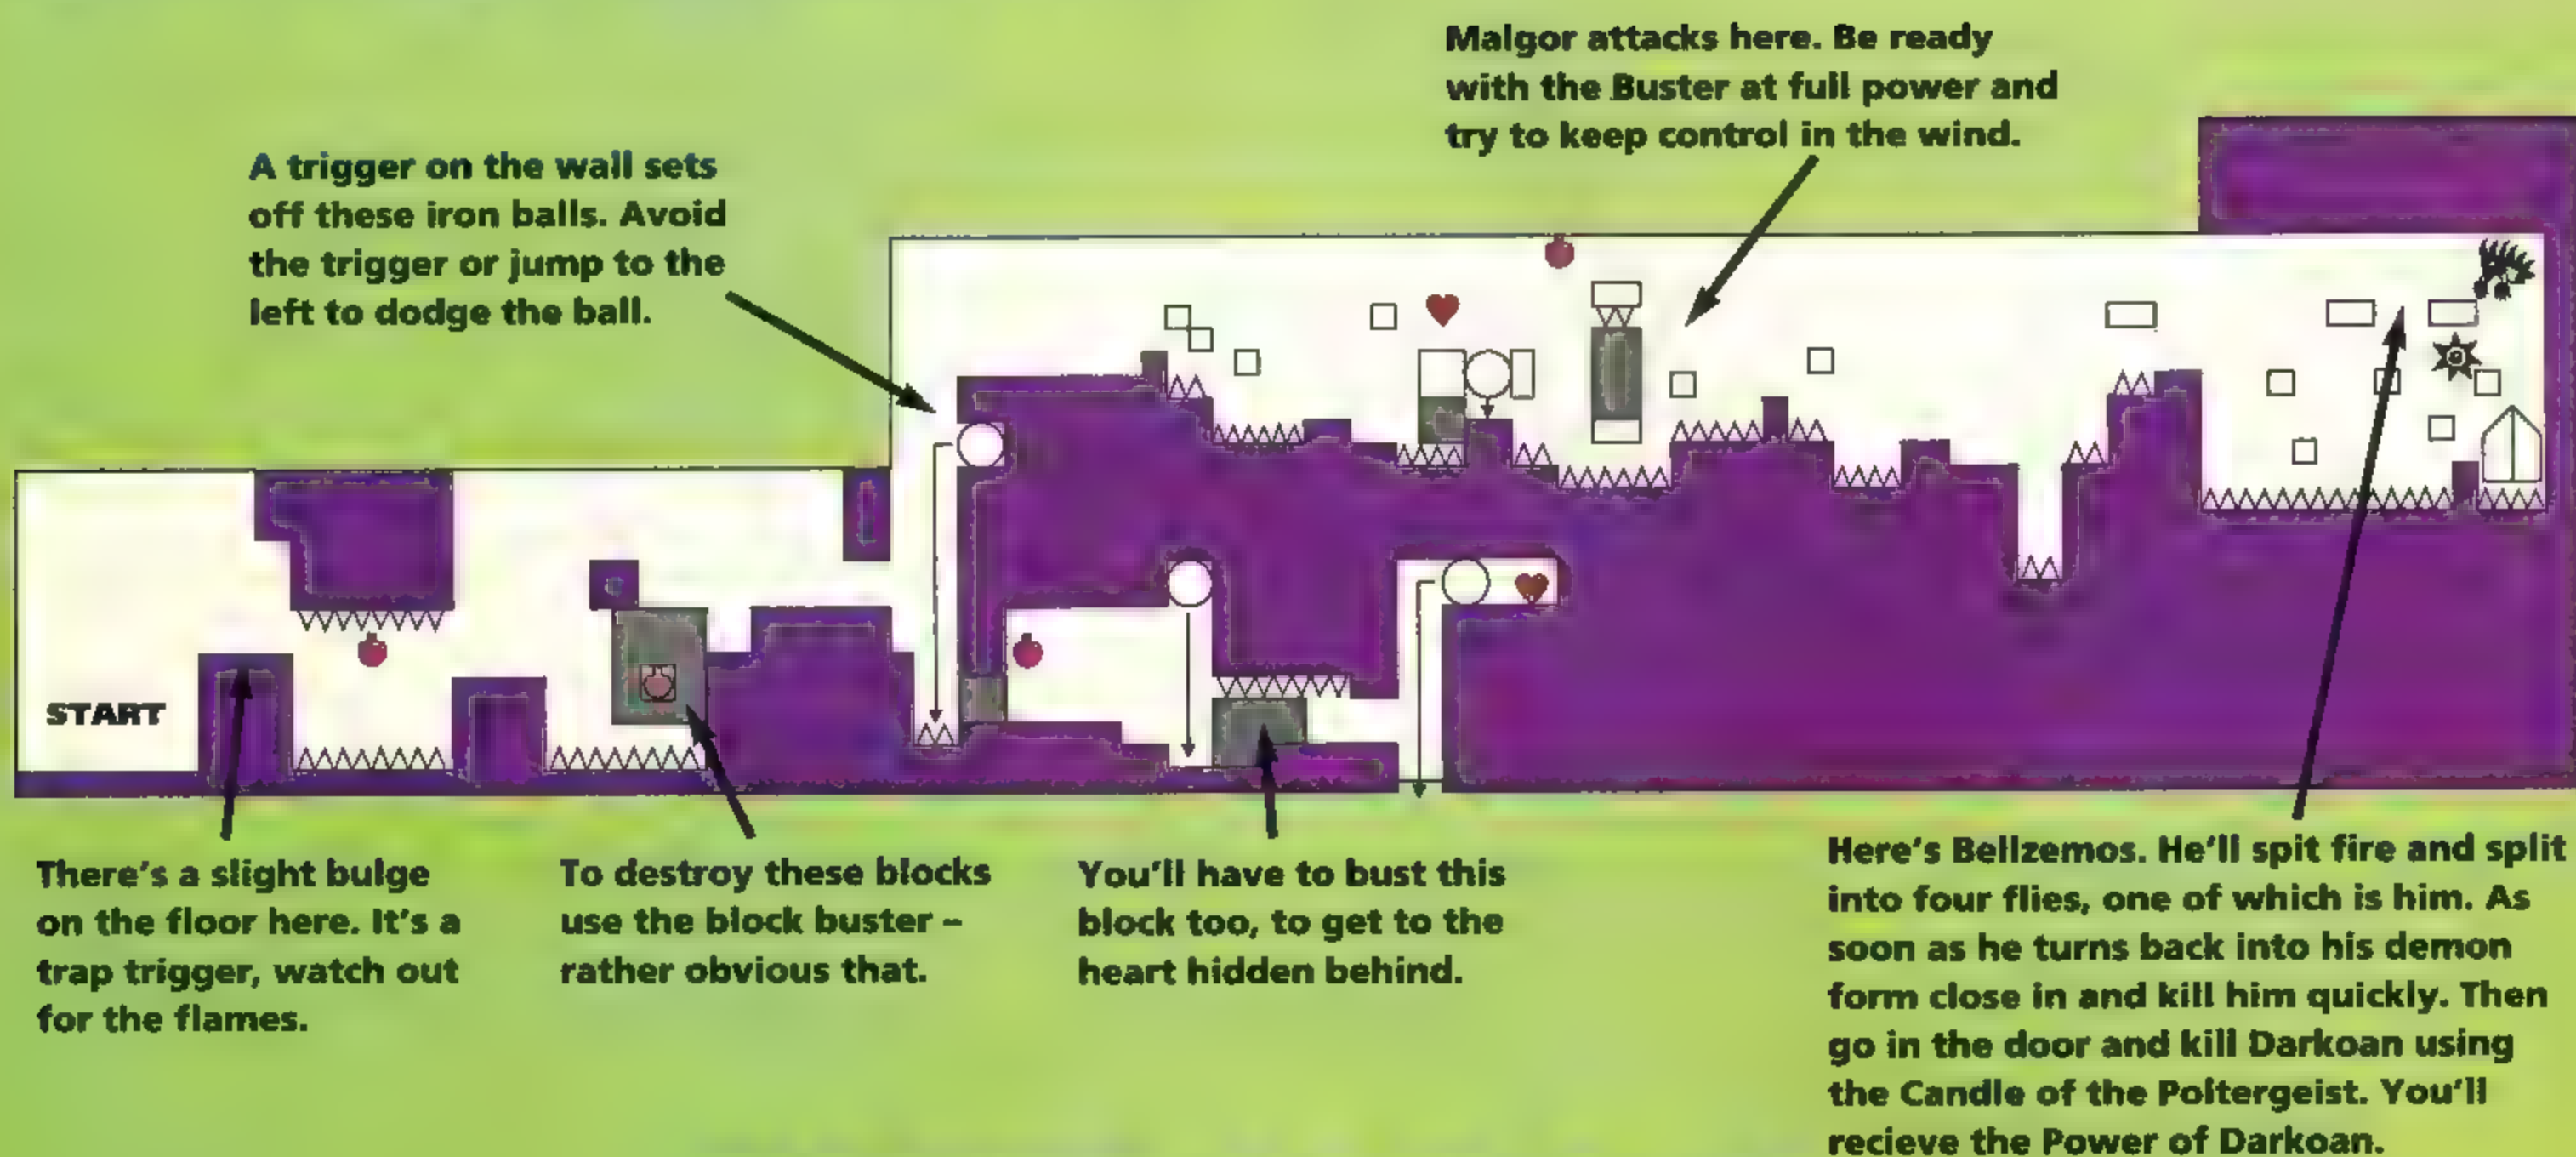 Malgor attacks here. Be ready
with the Buster at full power and
try to keep control in the wind.
A trigger on the wall sets
off these iron balls. Avoid
the trigger or jump to the
left to dodge the ball.
START
There's a slight bulge
on the floor here. It's a
trap trigger, watch out
for the flames.
To destroy these blocks
use the block buster –
rather obvious that.
You'll have to bust this
block too, to get to the
heart hidden behind.
Here's Bellzemos. He'll spit fire and split
into four flies, one of which is him. As
soon as he turns back into his demon
form close in and kill him quickly. Then
go in the door and kill Darkoan using
the Candle of the Poltergeist. You'll
recieve the Power of Darkoan.